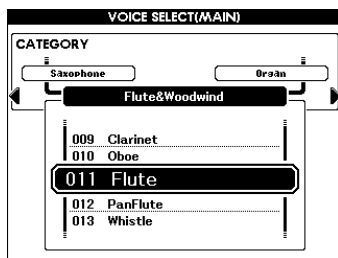 VOICE SELECT(MAIN)
CATEGORY
Saxophone Organ
Flute&Woodwind
009 Clarinet
010 Oboe
011 Flute
012 PanFlute
013 Whistle